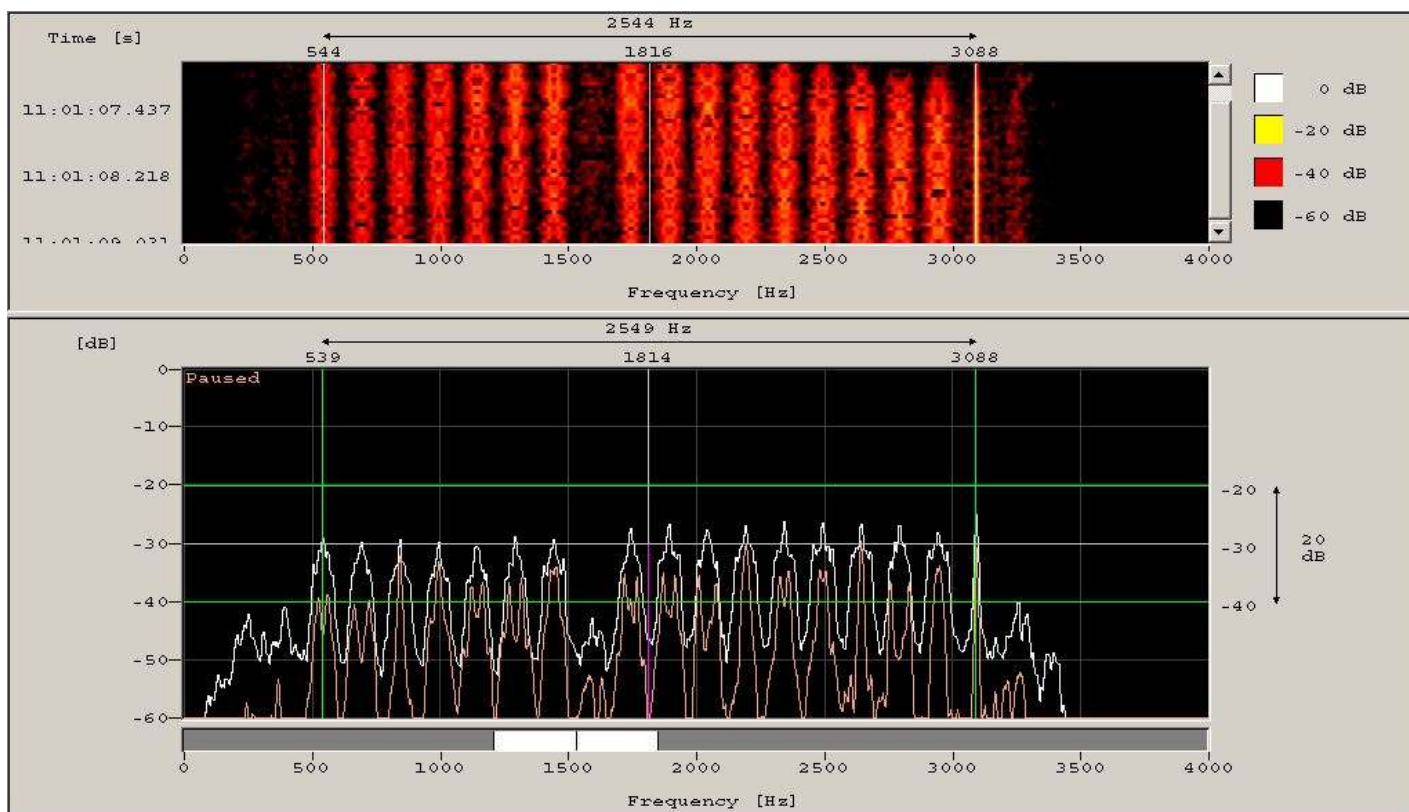 2544 Hz
Time [s]
544 1816 3088
0 dB
11:01:07.437
-20 dB
11:01:08.218
-40 dB
-60 dB
0 500 1000 1500 2000 2500 3000 3500 4000
Frequency [Hz]
2549 Hz
[dB]
539 1814 3088
0
Paused
-10
-20 -20
-30 -30 20 dB
-40 -40
-50
-60
0 500 1000 1500 2000 2500 3000 3500 4000
Frequency [Hz]